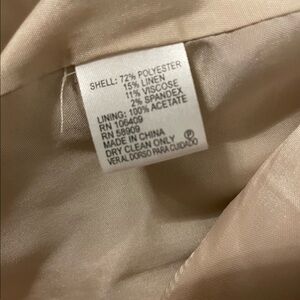 SHELL: 72% POLYESTER
15% LINEN
11% VISCOSE
2% SPANDEX
LINING: 100% ACETATE
RN 106409
RN 58909
MADE IN CHINA
DRY CLEAN ONLY Ⓟ
VER AL DORSO PARA CUIDADO